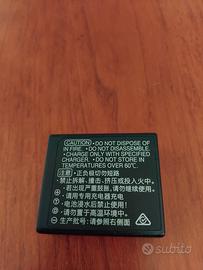 CAUTION • DO NOT DISPOSE OF
IN FIRE. • DO NOT DISASSEMBLE.
• RECHARGE ONLY WITH SPECIFIED
CHARGER. • DO NOT STORE IN
TEMPERATURES OVER 60℃.
注意 • 正负极切勿短路
• 请勿拆解、撞击、挤压或投入火中
• 若出现严重鼓胀,请勿继续使用
• 请用专用充电器充电
• 电池浸水后禁止使用!
• 请勿置于高温环境中
• 生产批号:请参照右侧面
subito